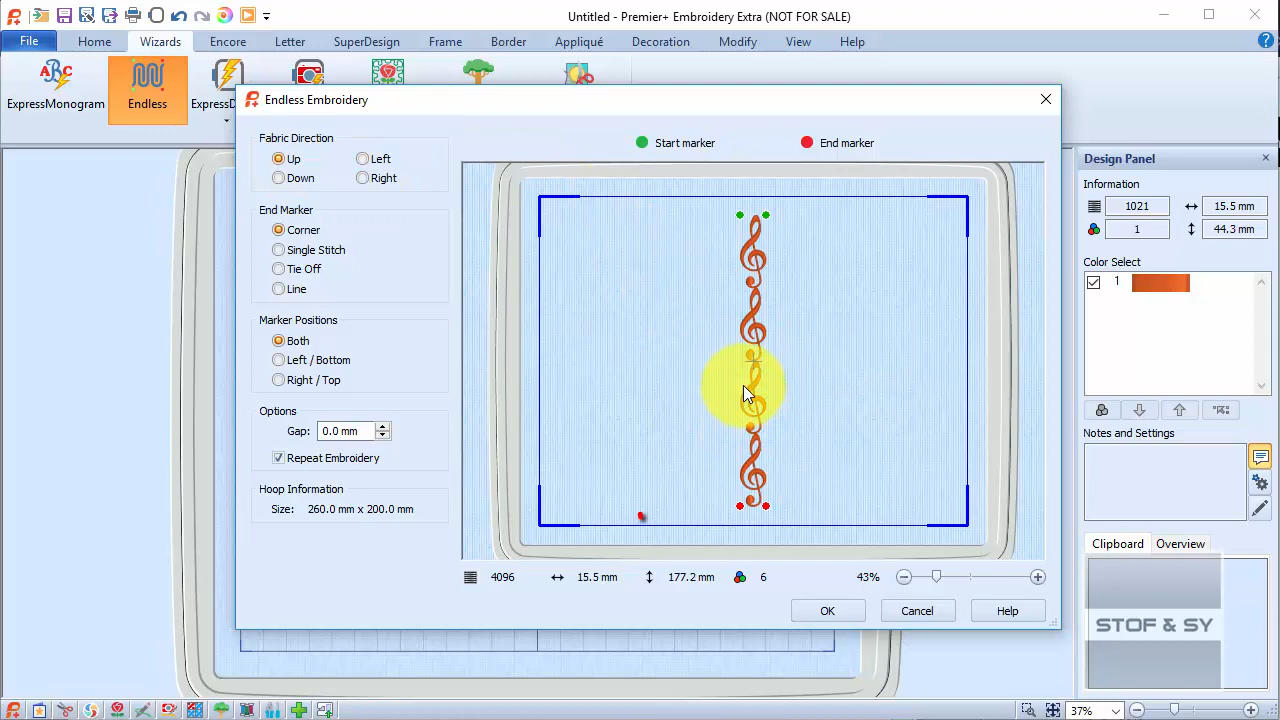 Untitled - Premier+ Embroidery Extra (NOT FOR SALE)
File Home Wizards Encore Letter SuperDesign Frame Border Appliqué Decoration Modify View Help
ABC
ExpressMonogram Endless ExpressD
Endless Embroidery
Fabric Direction
Up Left
Down Right
End Marker
Corner
Single Stitch
Tie Off
Line
Marker Positions
Both
Left / Bottom
Right / Top
Options
Gap: 0.0 mm
Repeat Embroidery
Hoop Information
Size: 260.0 mm x 200.0 mm
Start marker End marker
4096 15.5 mm 177.2 mm 6 43%
OK Cancel Help
Design Panel
Information
1021 15.5 mm
1 44.3 mm
Color Select
1
Notes and Settings
Clipboard Overview
STOF & SY
37%